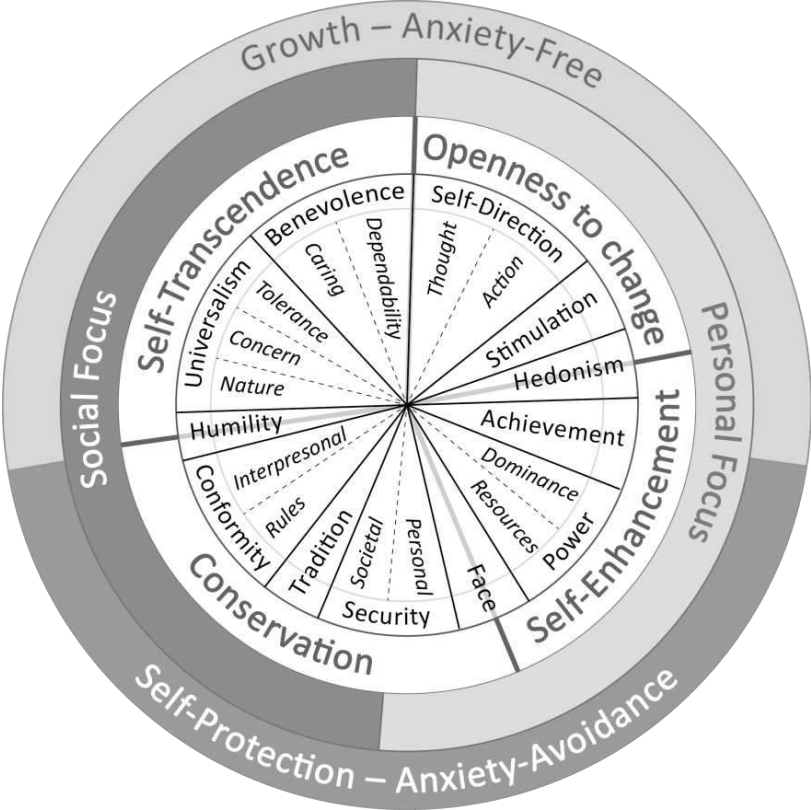 Growth – Anxiety-Free
Self-Protection – Anxiety-Avoidance
Social Focus
Personal Focus
Self-Transcendence
Openness to change
Self-Enhancement
Conservation
Benevolence
Caring
Dependability
Self-Direction
Thought
Action
Stimulation
Hedonism
Achievement
Power
Dominance
Resources
Face
Security
Personal
Societal
Tradition
Conformity
Rules
Interpresonal
Humility
Universalism
Nature
Concern
Tolerance